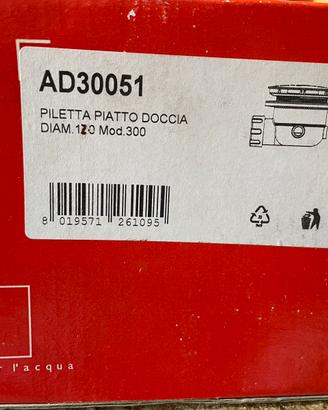 AD30051
PILETTA PIATTO DOCCIA
DIAM.120 Mod.300
8 019571 261095
l'acqua